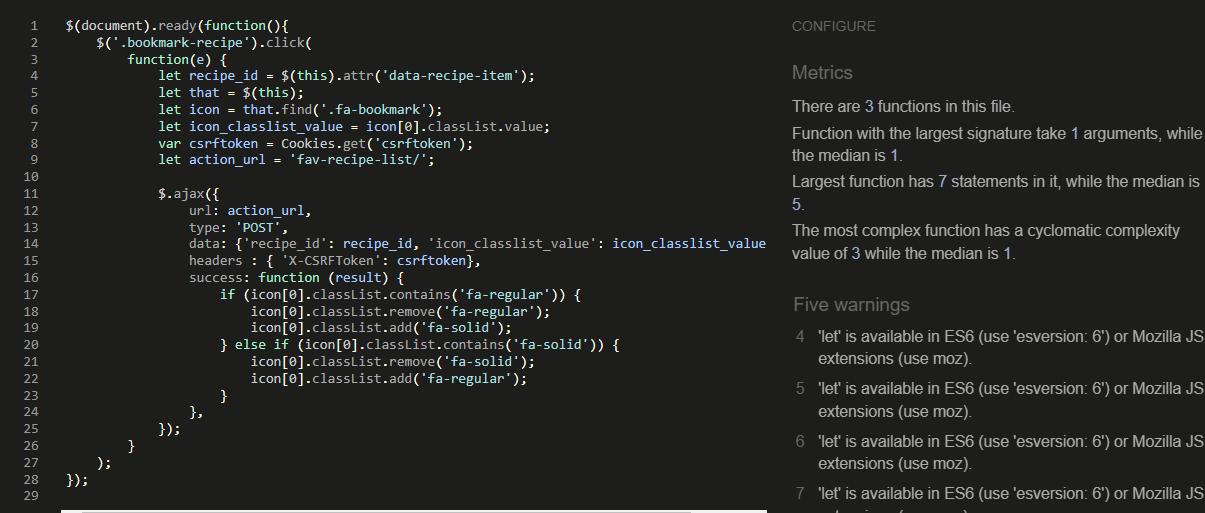 1 $(document).ready(function(){
2 $('.bookmark-recipe').click(
3 function(e) {
4 let recipe_id = $(this).attr('data-recipe-item');
5 let that = $(this);
6 let icon = that.find('.fa-bookmark');
7 let icon_classlist_value = icon[0].classList.value;
8 var csrftoken = Cookies.get('csrftoken');
9 let action_url = 'fav-recipe-list/';
10
11 $.ajax({
12 url: action_url,
13 type: 'POST',
14 data: {'recipe_id': recipe_id, 'icon_classlist_value': icon_classlist_value
15 headers : { 'X-CSRFToken': csrftoken},
16 success: function (result) {
17 if (icon[0].classList.contains('fa-regular')) {
18 icon[0].classList.remove('fa-regular');
19 icon[0].classList.add('fa-solid');
20 } else if (icon[0].classList.contains('fa-solid')) {
21 icon[0].classList.remove('fa-solid');
22 icon[0].classList.add('fa-regular');
23 }
24 },
25 });
26 }
27 );
28 });
29
CONFIGURE
Metrics
There are 3 functions in this file.
Function with the largest signature take 1 arguments, while
the median is 1.
Largest function has 7 statements in it, while the median is
5.
The most complex function has a cyclomatic complexity
value of 3 while the median is 1.
Five warnings
4 'let' is available in ES6 (use 'esversion: 6') or Mozilla JS
extensions (use moz).
5 'let' is available in ES6 (use 'esversion: 6') or Mozilla JS
extensions (use moz).
6 'let' is available in ES6 (use 'esversion: 6') or Mozilla JS
extensions (use moz).
7 'let' is available in ES6 (use 'esversion: 6') or Mozilla JS